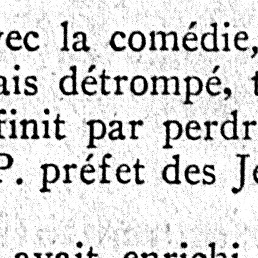 vec la comédie,
ais détrompé, t
finit par perdr
P. préfet des Je
avait enrichi